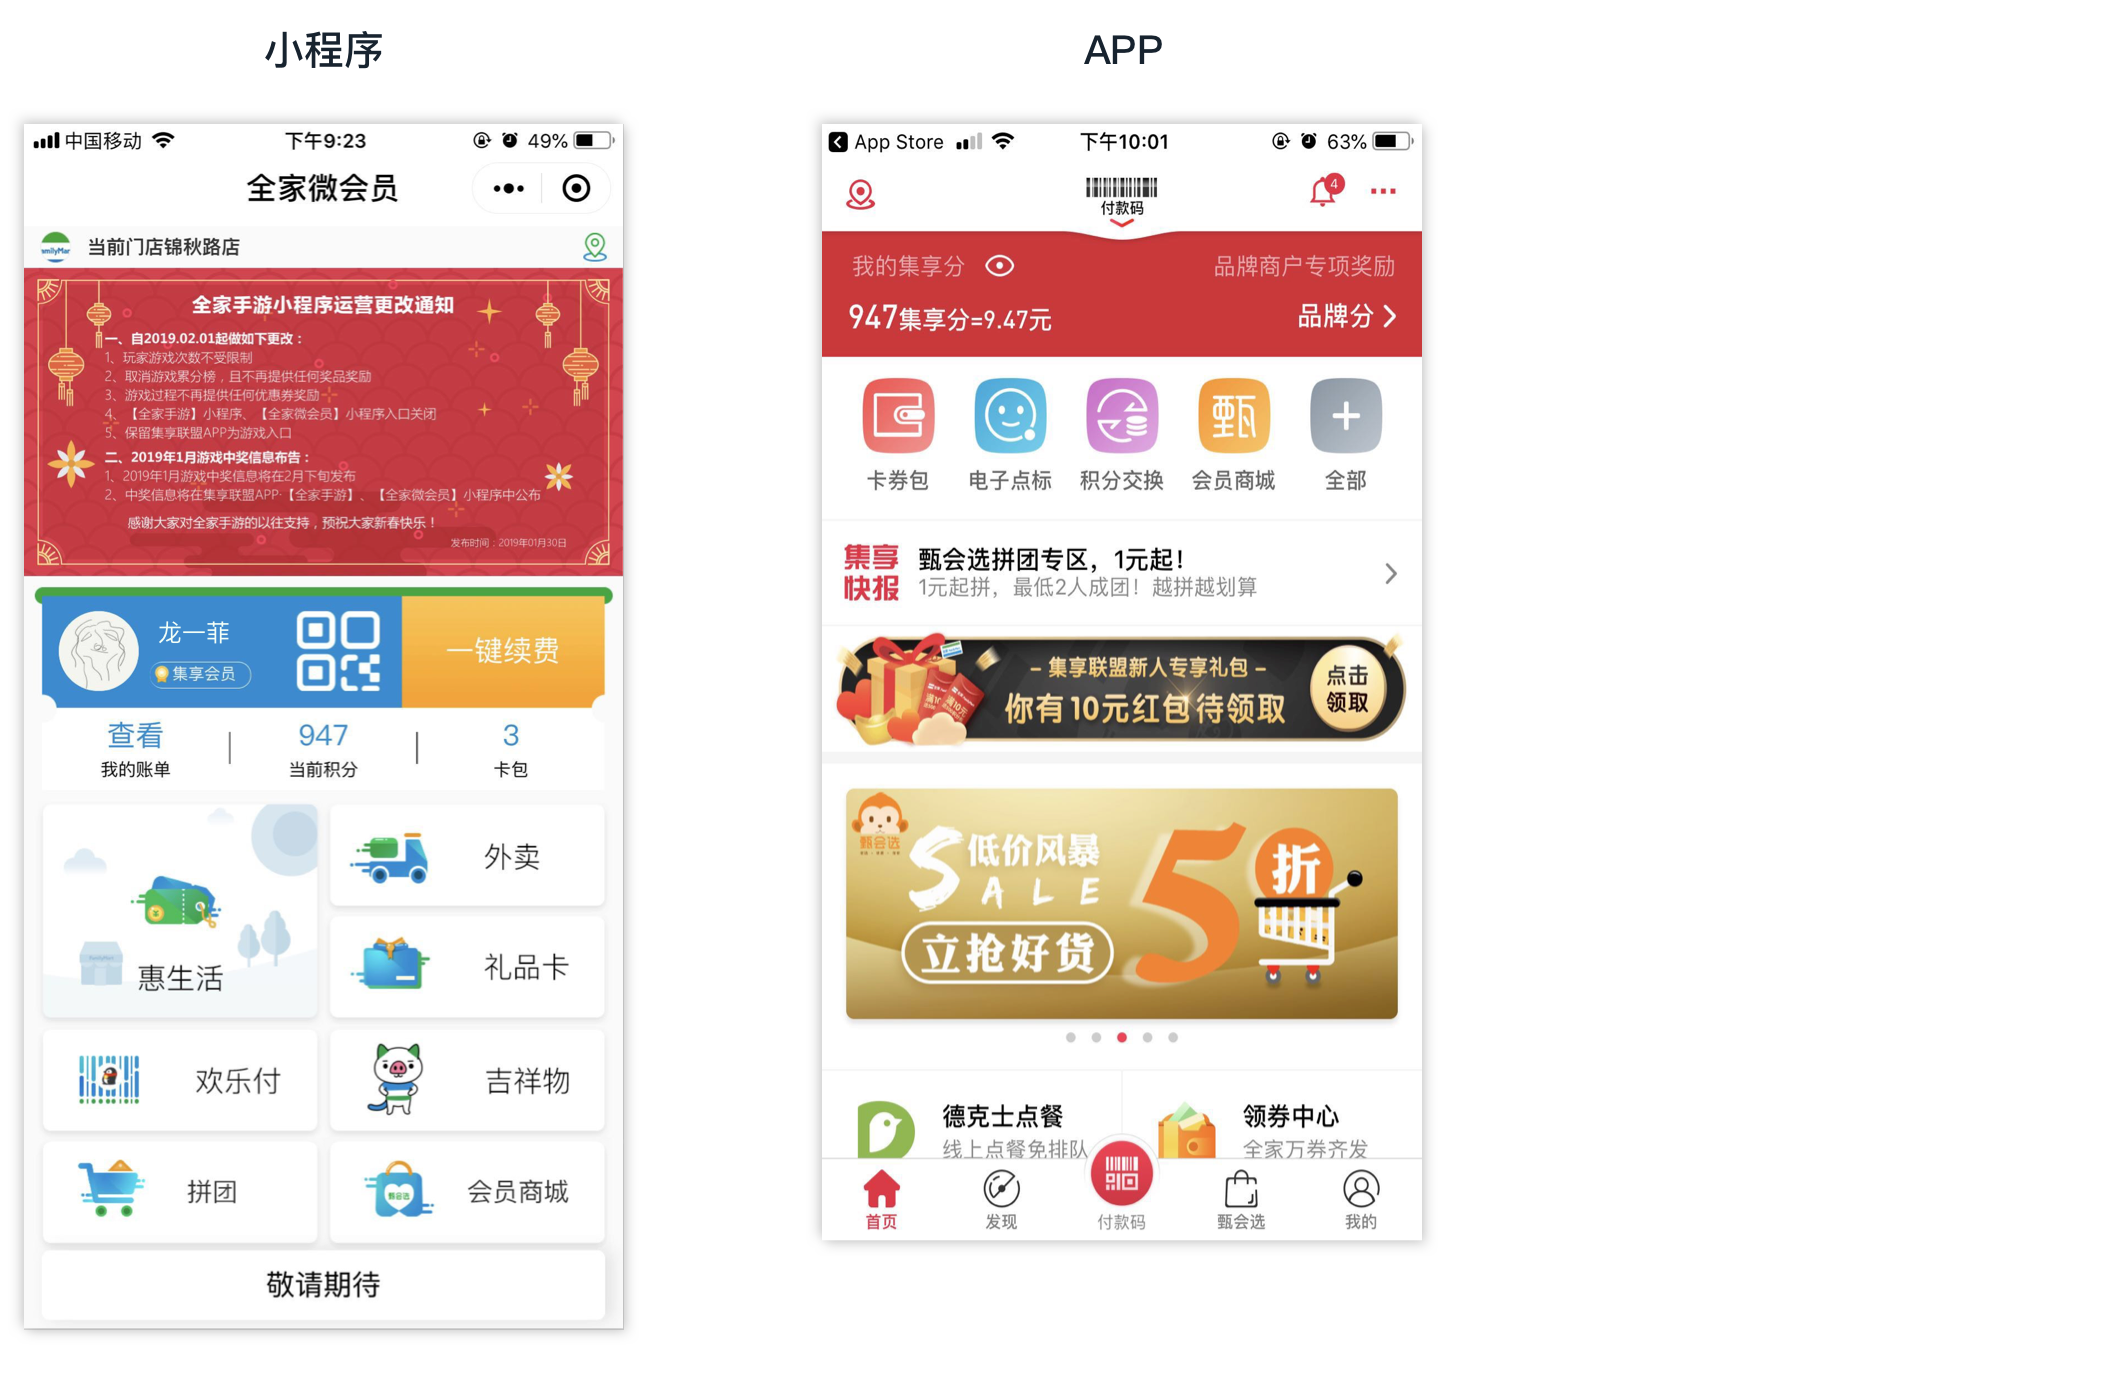 小程序
APP
中国移动
下午9:23
49%
全家微会员
FamilyMart
当前门店锦秋路店
全家手游小程序运营更改通知
一、自2019.02.01起做如下更改：
1、玩家游戏次数不受限制
2、取消游戏累分榜，且不再提供任何奖品奖励
3、游戏过程不再提供任何优惠券奖励
4、【全家手游】小程序、【全家微会员】小程序入口关闭
5、保留集享联盟APP为游戏入口
二、2019年1月游戏中奖信息布告：
1、2019年1月游戏中奖信息将在2月下旬发布
2、中奖信息将在集享联盟APP·【全家手游】、【全家微会员】小程序中公布
感谢大家对全家手游的以往支持，预祝大家新春快乐！
发布时间：2019年01月30日
龙一菲
集享会员
一键续费
查看
947
3
我的账单
当前积分
卡包
惠生活
外卖
礼品卡
欢乐付
吉祥物
拼团
甄会选
会员商城
敬请期待
App Store
下午10:01
63%
付款码
4
我的集享分
品牌商户专项奖励
947集享分=9.47元
品牌分
甄
卡券包
电子点标
积分交换
会员商城
全部
集享
快报
甄会选拼团专区，1元起！
1元起拼，最低2人成团！越拼越划算
– 集享联盟新人专享礼包 –
你有10元红包待领取
点击
领取
甄会选
低价风暴
SALE
5折
立抢好货
德克士点餐
线上点餐免排队
领券中心
全家万券齐发
首页
发现
付款码
甄会选
我的